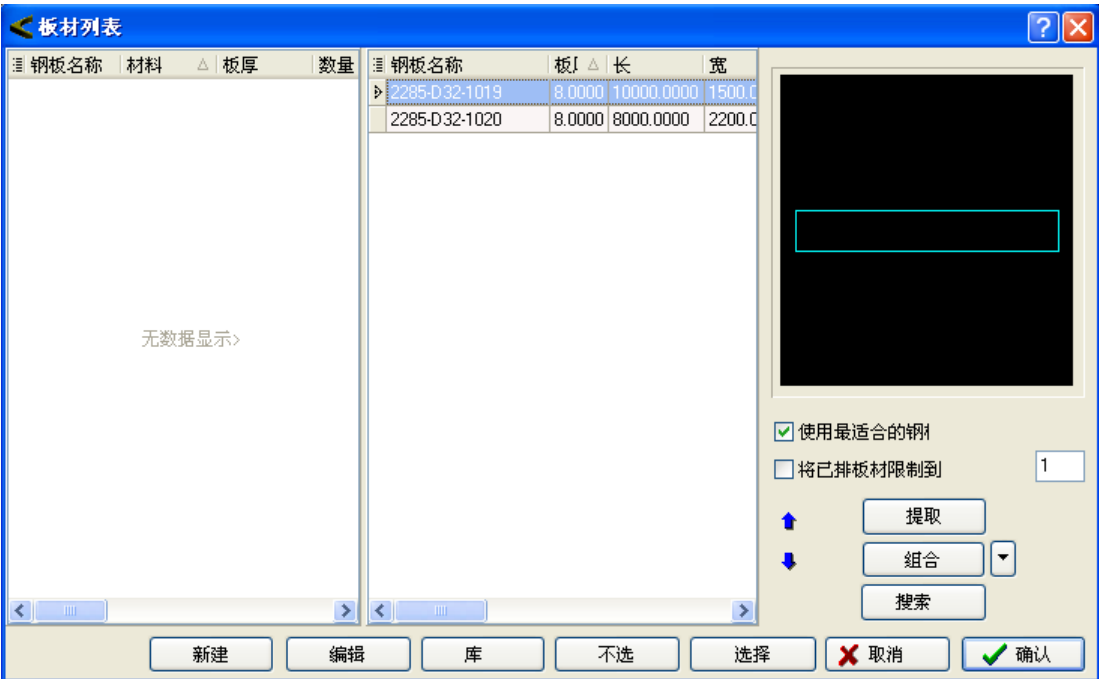 板材列表
钢板名称 材料 板厚 数量
钢板名称 长 宽
2285-D32-1019 8.0000 10000.0000 1500.0
2285-D32-1020 8.0000 8000.0000 2200.0
无数据显示>
使用最适合的钢
将已排板材限制到 1
提取
组合
搜索
新建 编辑 库 不选 选择 取消 确认